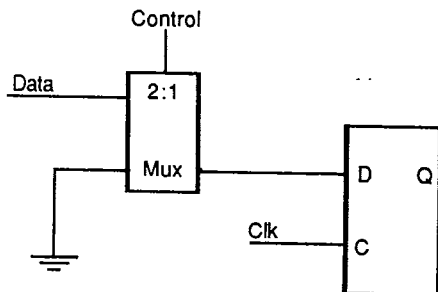 Control
Data
2:1
Mux
D Q
Clk
C